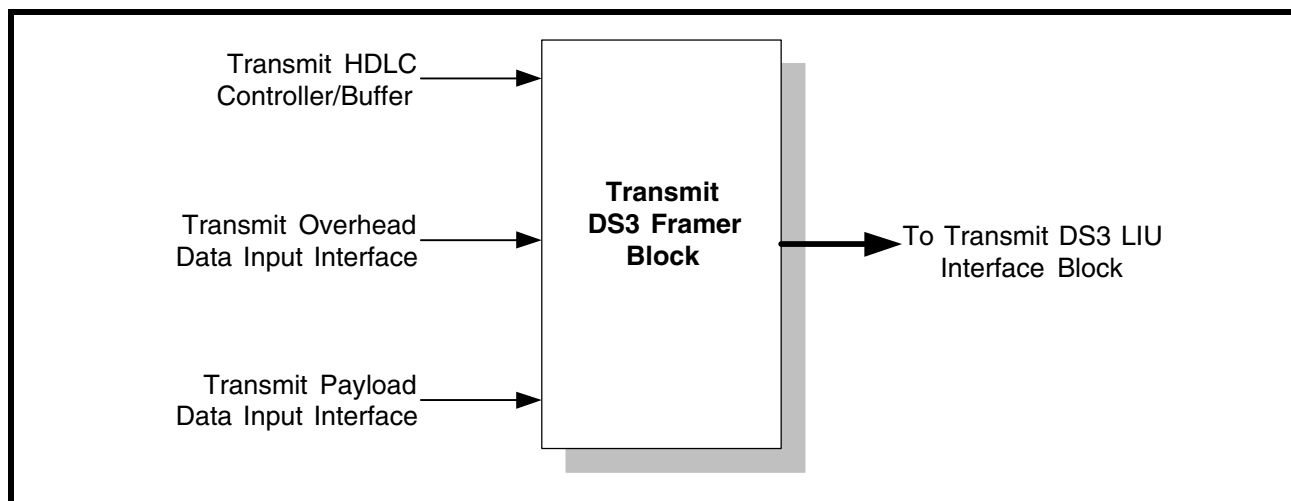 Transmit HDLC
Controller/Buffer
Transmit Overhead
Data Input Interface
Transmit Payload
Data Input Interface
Transmit
DS3 Framer
Block
To Transmit DS3 LIU
Interface Block